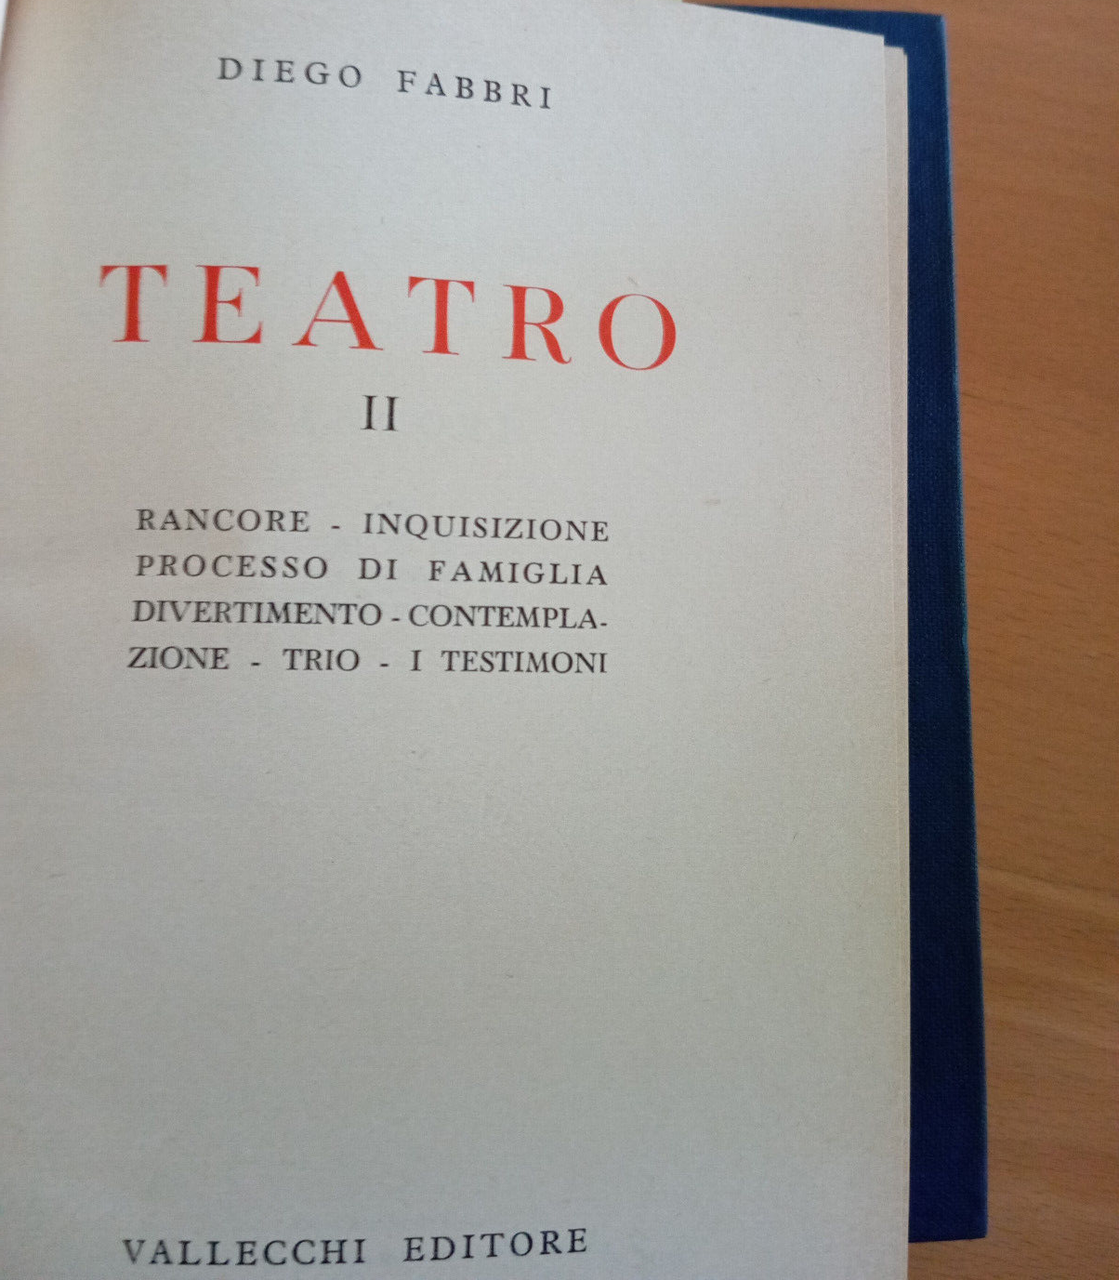 DIEGO FABBRI
TEATRO
II
RANCORE - INQUISIZIONE
PROCESSO DI FAMIGLIA
DIVERTIMENTO - CONTEMPLA-
ZIONE - TRIO - I TESTIMONI
VALLECCHI EDITORE